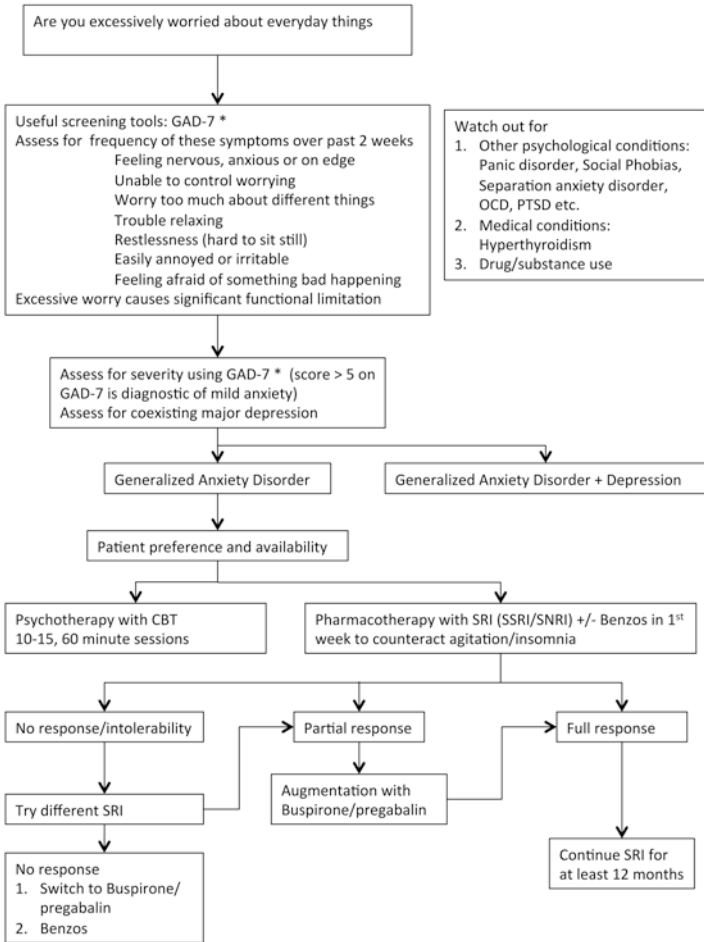 Are you excessively worried about everyday things
Useful screening tools: GAD-7 *
Assess for frequency of these symptoms over past 2 weeks
Feeling nervous, anxious or on edge
Unable to control worrying
Worry too much about different things
Trouble relaxing
Restlessness (hard to sit still)
Easily annoyed or irritable
Feeling afraid of something bad happening
Excessive worry causes significant functional limitation
Watch out for
1. Other psychological conditions:
Panic disorder, Social Phobias,
Separation anxiety disorder,
OCD, PTSD etc.
2. Medical conditions:
Hyperthyroidism
3. Drug/substance use
Assess for severity using GAD-7 * (score > 5 on
GAD-7 is diagnostic of mild anxiety)
Assess for coexisting major depression
Generalized Anxiety Disorder
Generalized Anxiety Disorder + Depression
Patient preference and availability
Psychotherapy with CBT
10-15, 60 minute sessions
Pharmacotherapy with SRI (SSRI/SNRI) +/- Benzos in 1st
week to counteract agitation/insomnia
No response/intolerability
Partial response
Full response
Try different SRI
Augmentation with
Buspirone/pregabalin
Continue SRI for
at least 12 months
No response
1. Switch to Buspirone/
pregabalin
2. Benzos